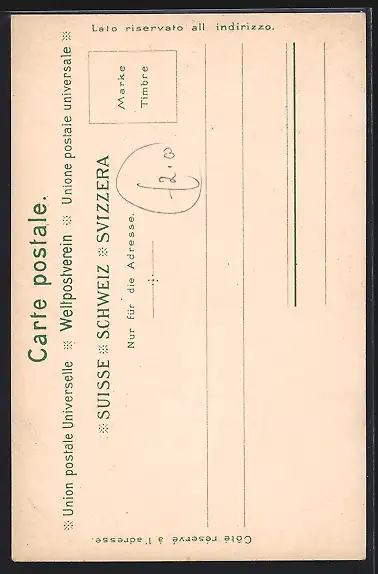 Carte postale.
※ Union postale Universelle ※ Weltpostverein ※ Unione postale universale ※
※ SUISSE ※ SCHWEIZ ※ SVIZZERA
Nur für die Adresse.
Marke
Timbre
Côté réservé à l'adresse.
Lato riservato all indirizzo.